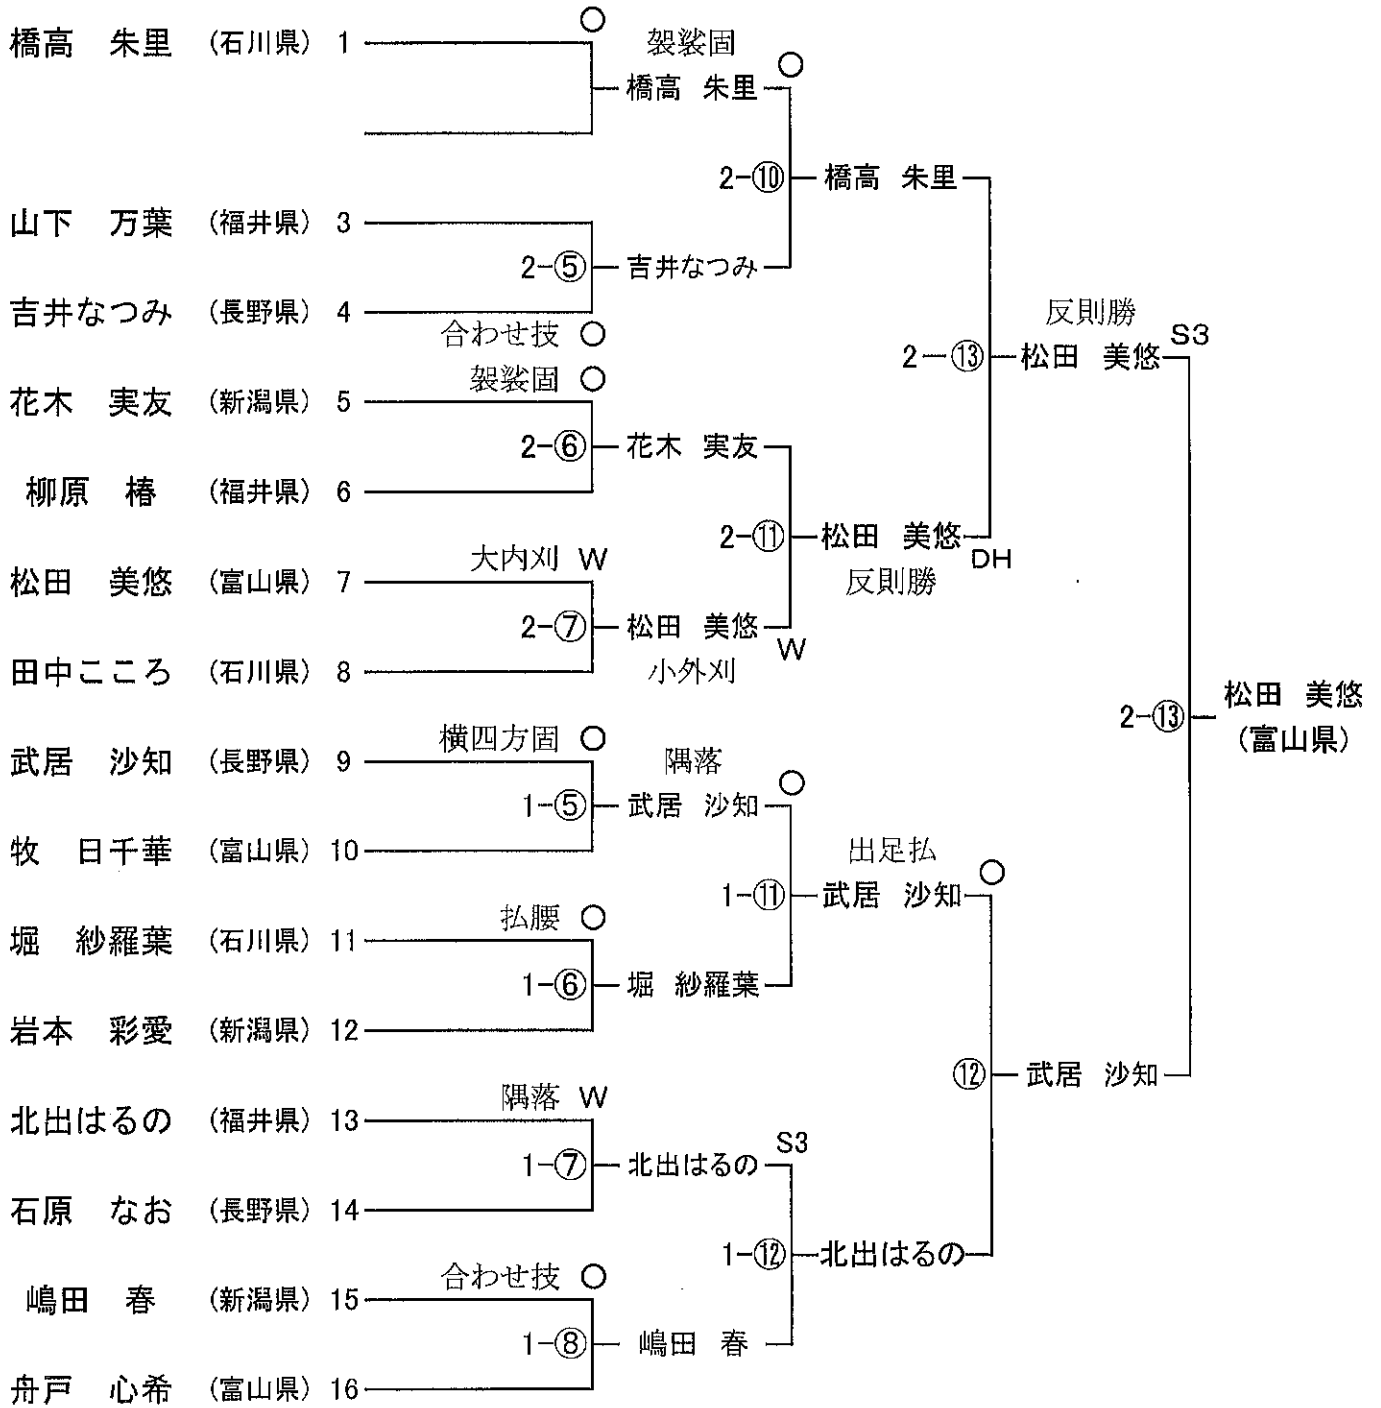 橋高 朱里 (石川県) 1 ○
袈裟固
橋高 朱里 ○
2-⑩ 橋高 朱里
山下 万葉 (福井県) 3
2-⑤ 吉井なつみ
吉井なつみ (長野県) 4
合わせ技 ○
反則勝
2-⑬ 松田 美悠 S3
袈裟固 ○
花木 実友 (新潟県) 5
2-⑥ 花木 実友
柳原 椿 (福井県) 6
2-⑪ 松田 美悠 DH
反則勝
大内刈 W
松田 美悠 (富山県) 7
2-⑦ 松田 美悠 W
小外刈
田中こころ (石川県) 8
2-⑬ 松田 美悠
(富山県)
横四方固 ○
武居 沙知 (長野県) 9
隅落 ○
1-⑤ 武居 沙知
牧 日千華 (富山県) 10
出足払 ○
1-⑪ 武居 沙知
払腰 ○
堀 紗羅葉 (石川県) 11
1-⑥ 堀 紗羅葉
岩本 彩愛 (新潟県) 12
⑫ 武居 沙知
隅落 W
北出はるの (福井県) 13
S3
1-⑦ 北出はるの
石原 なお (長野県) 14
1-⑫ 北出はるの
合わせ技 ○
嶋田 春 (新潟県) 15
1-⑧ 嶋田 春
舟戸 心希 (富山県) 16